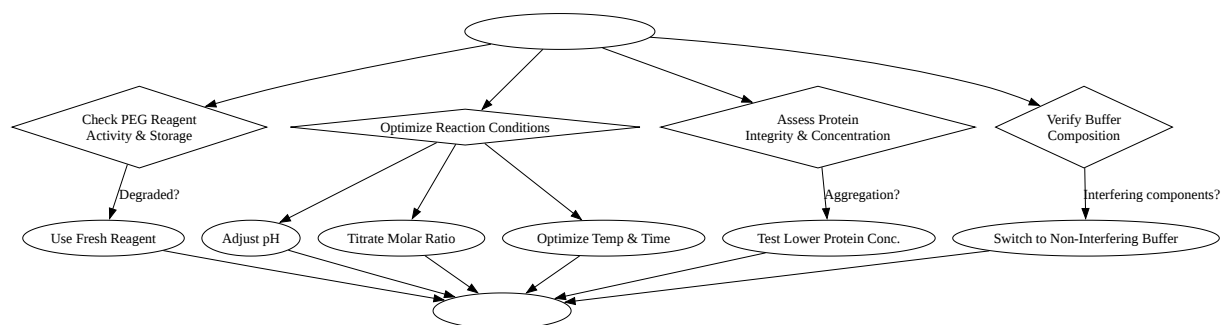 Check PEG Reagent
Activity & Storage
Optimize Reaction Conditions
Assess Protein
Integrity & Concentration
Verify Buffer
Composition
Degraded?
Aggregation?
Interfering components?
Use Fresh Reagent
Adjust pH
Titrate Molar Ratio
Optimize Temp & Time
Test Lower Protein Conc.
Switch to Non-Interfering Buffer